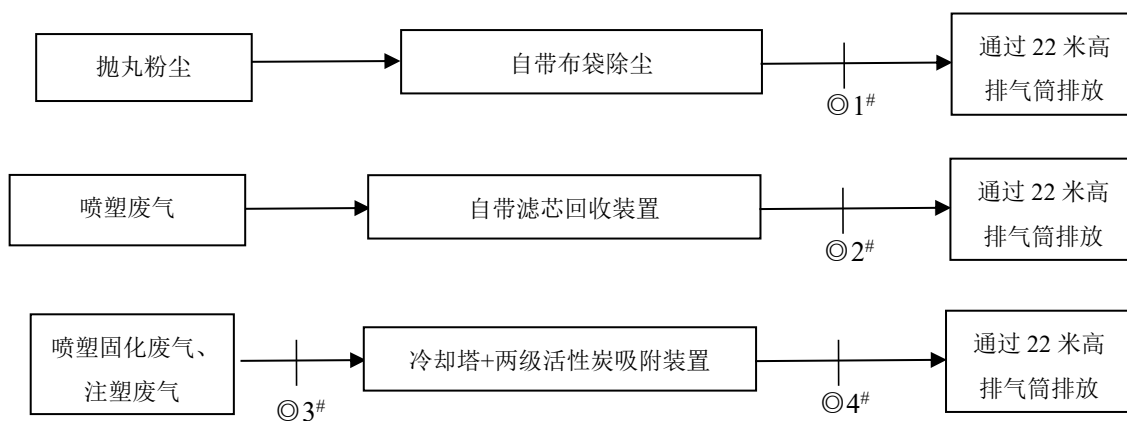 抛丸粉尘
自带布袋除尘
◎1#
通过 22 米高
排气筒排放
喷塑废气
自带滤芯回收装置
◎2#
通过 22 米高
排气筒排放
喷塑固化废气、
注塑废气
◎3#
冷却塔+两级活性炭吸附装置
◎4#
通过 22 米高
排气筒排放